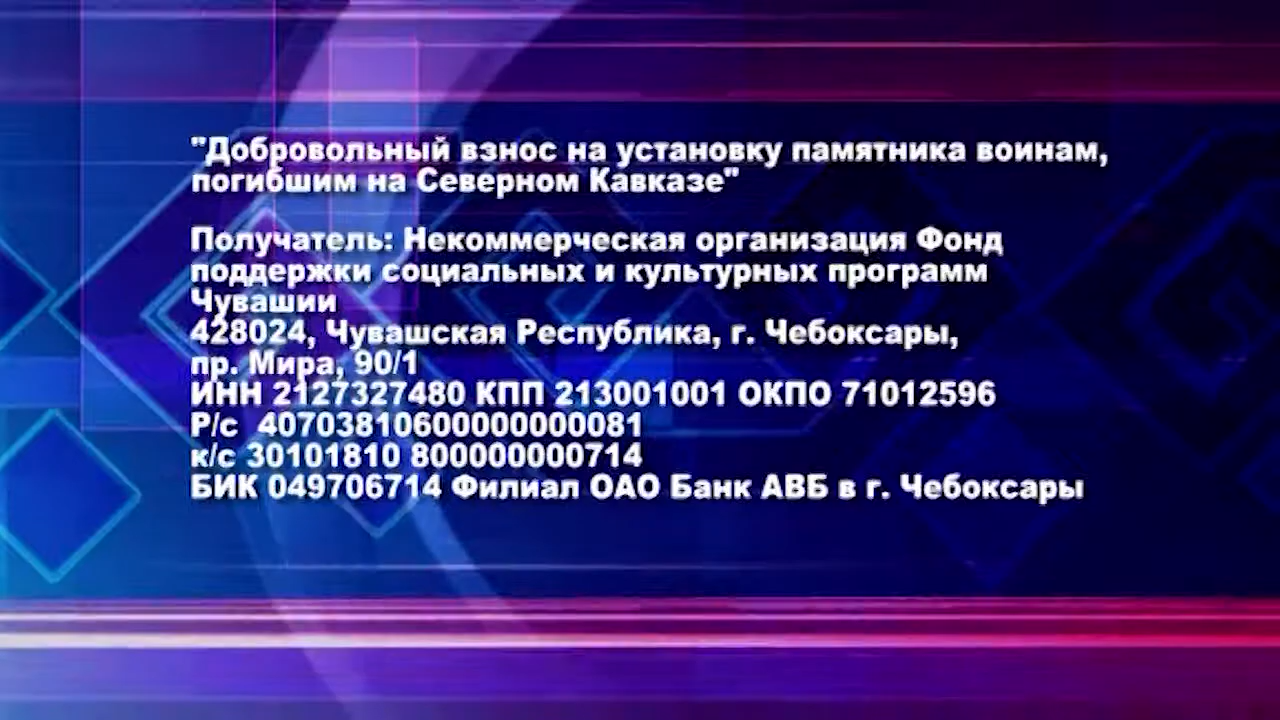 "Добровольный взнос на установку памятника воинам,
погибшим на Северном Кавказе"
Получатель: Некоммерческая организация Фонд
поддержки социальных и культурных программ
Чувашии
428024, Чувашская Республика, г. Чебоксары,
пр. Мира, 90/1
ИНН 2127327480 КПП 213001001 ОКПО 71012596
Р/с 40703810600000000081
к/с 30101810 800000000714
БИК 049706714 Филиал ОАО Банк АВБ в г. Чебоксары